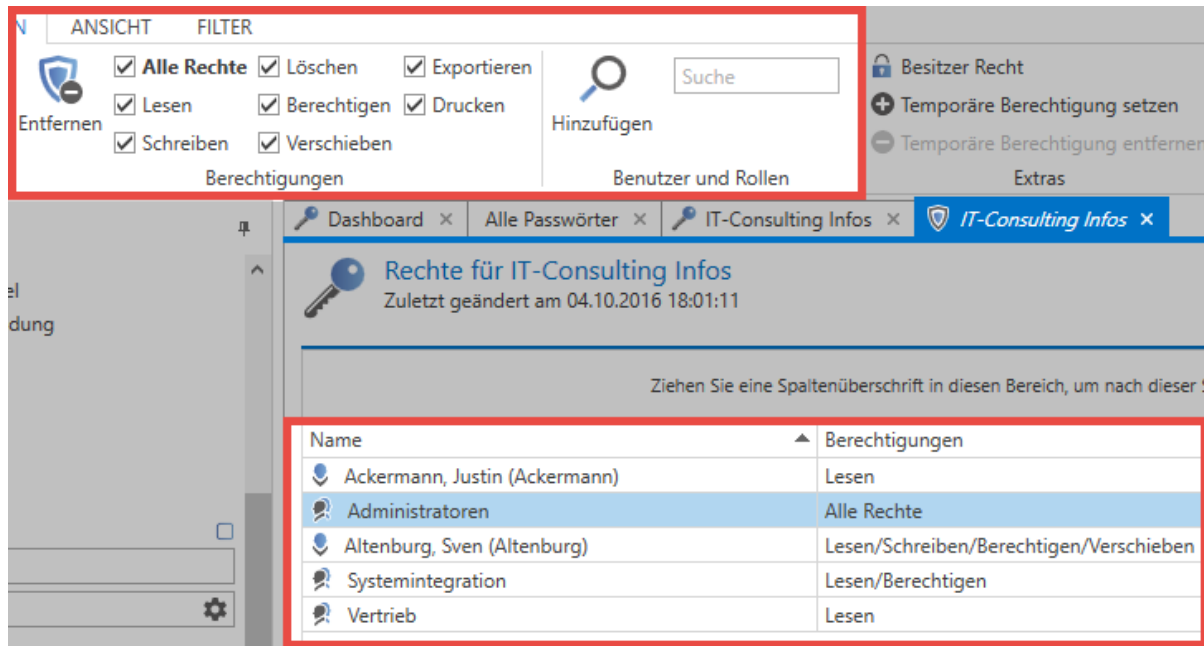 N ANSICHT FILTER
Alle Rechte Löschen Exportieren Besitzer Recht
Lesen Berechtigen Drucken Suche Temporäre Berechtigung setzen
Entfernen Schreiben Verschieben Hinzufügen Temporäre Berechtigung entfernen
Berechtigungen Benutzer und Rollen Extras
Dashboard × Alle Passwörter × IT-Consulting Infos × IT-Consulting Infos ×
Rechte für IT-Consulting Infos
Zuletzt geändert am 04.10.2016 18:01:11
el
dung
Ziehen Sie eine Spaltenüberschrift in diesen Bereich, um nach dieser S
Name Berechtigungen
Ackermann, Justin (Ackermann) Lesen
Administratoren Alle Rechte
Altenburg, Sven (Altenburg) Lesen/Schreiben/Berechtigen/Verschieben
Systemintegration Lesen/Berechtigen
Vertrieb Lesen